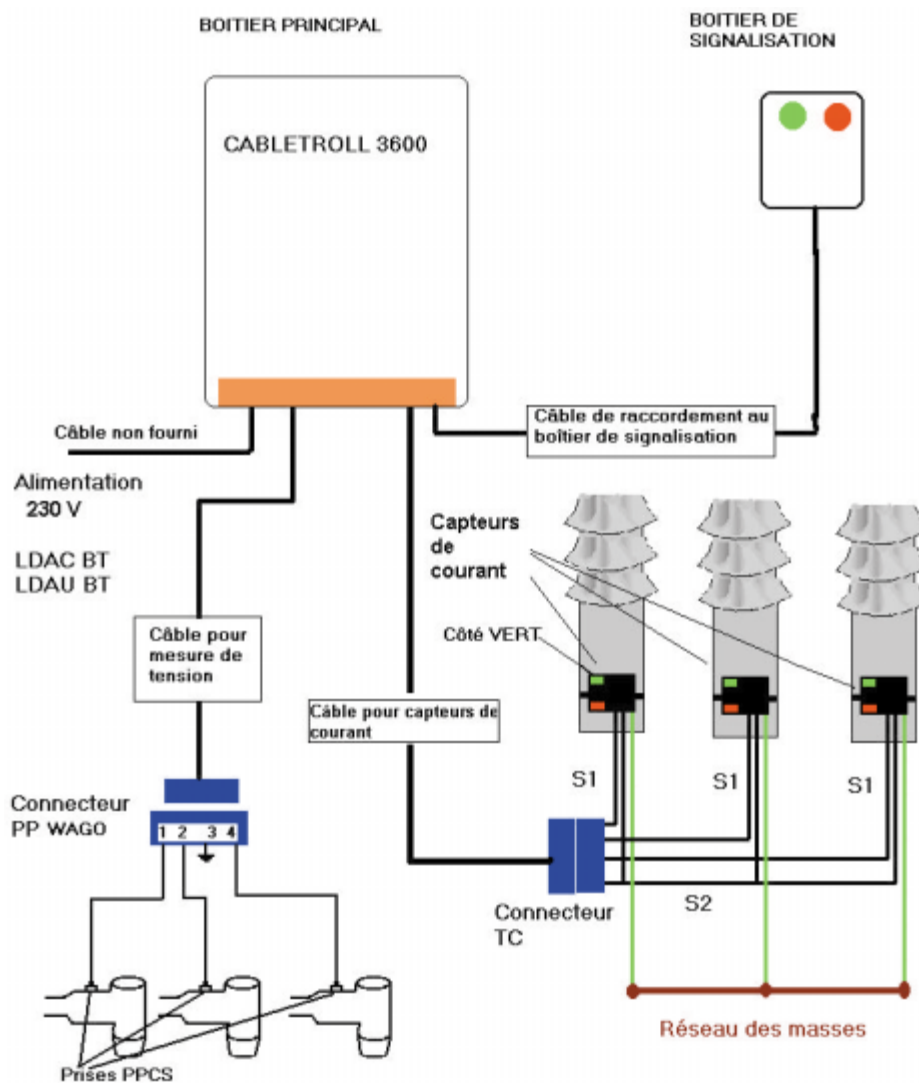 BOITIER PRINCIPAL
BOITIER DE
SIGNALISATION
CABLETROLL 3600
Câble non fourni
Câble de raccordement au
boîtier de signalisation
Alimentation
230 V
LDAC BT
LDAU BT
Capteurs
de
courant
Côté VERT
Câble pour
mesure de
tension
Câble pour capteurs de
courant
S1
S1
S1
Connecteur
PP WAGO
1 2 3 4
S2
Connecteur
TC
Réseau des masses
Prises PPCS